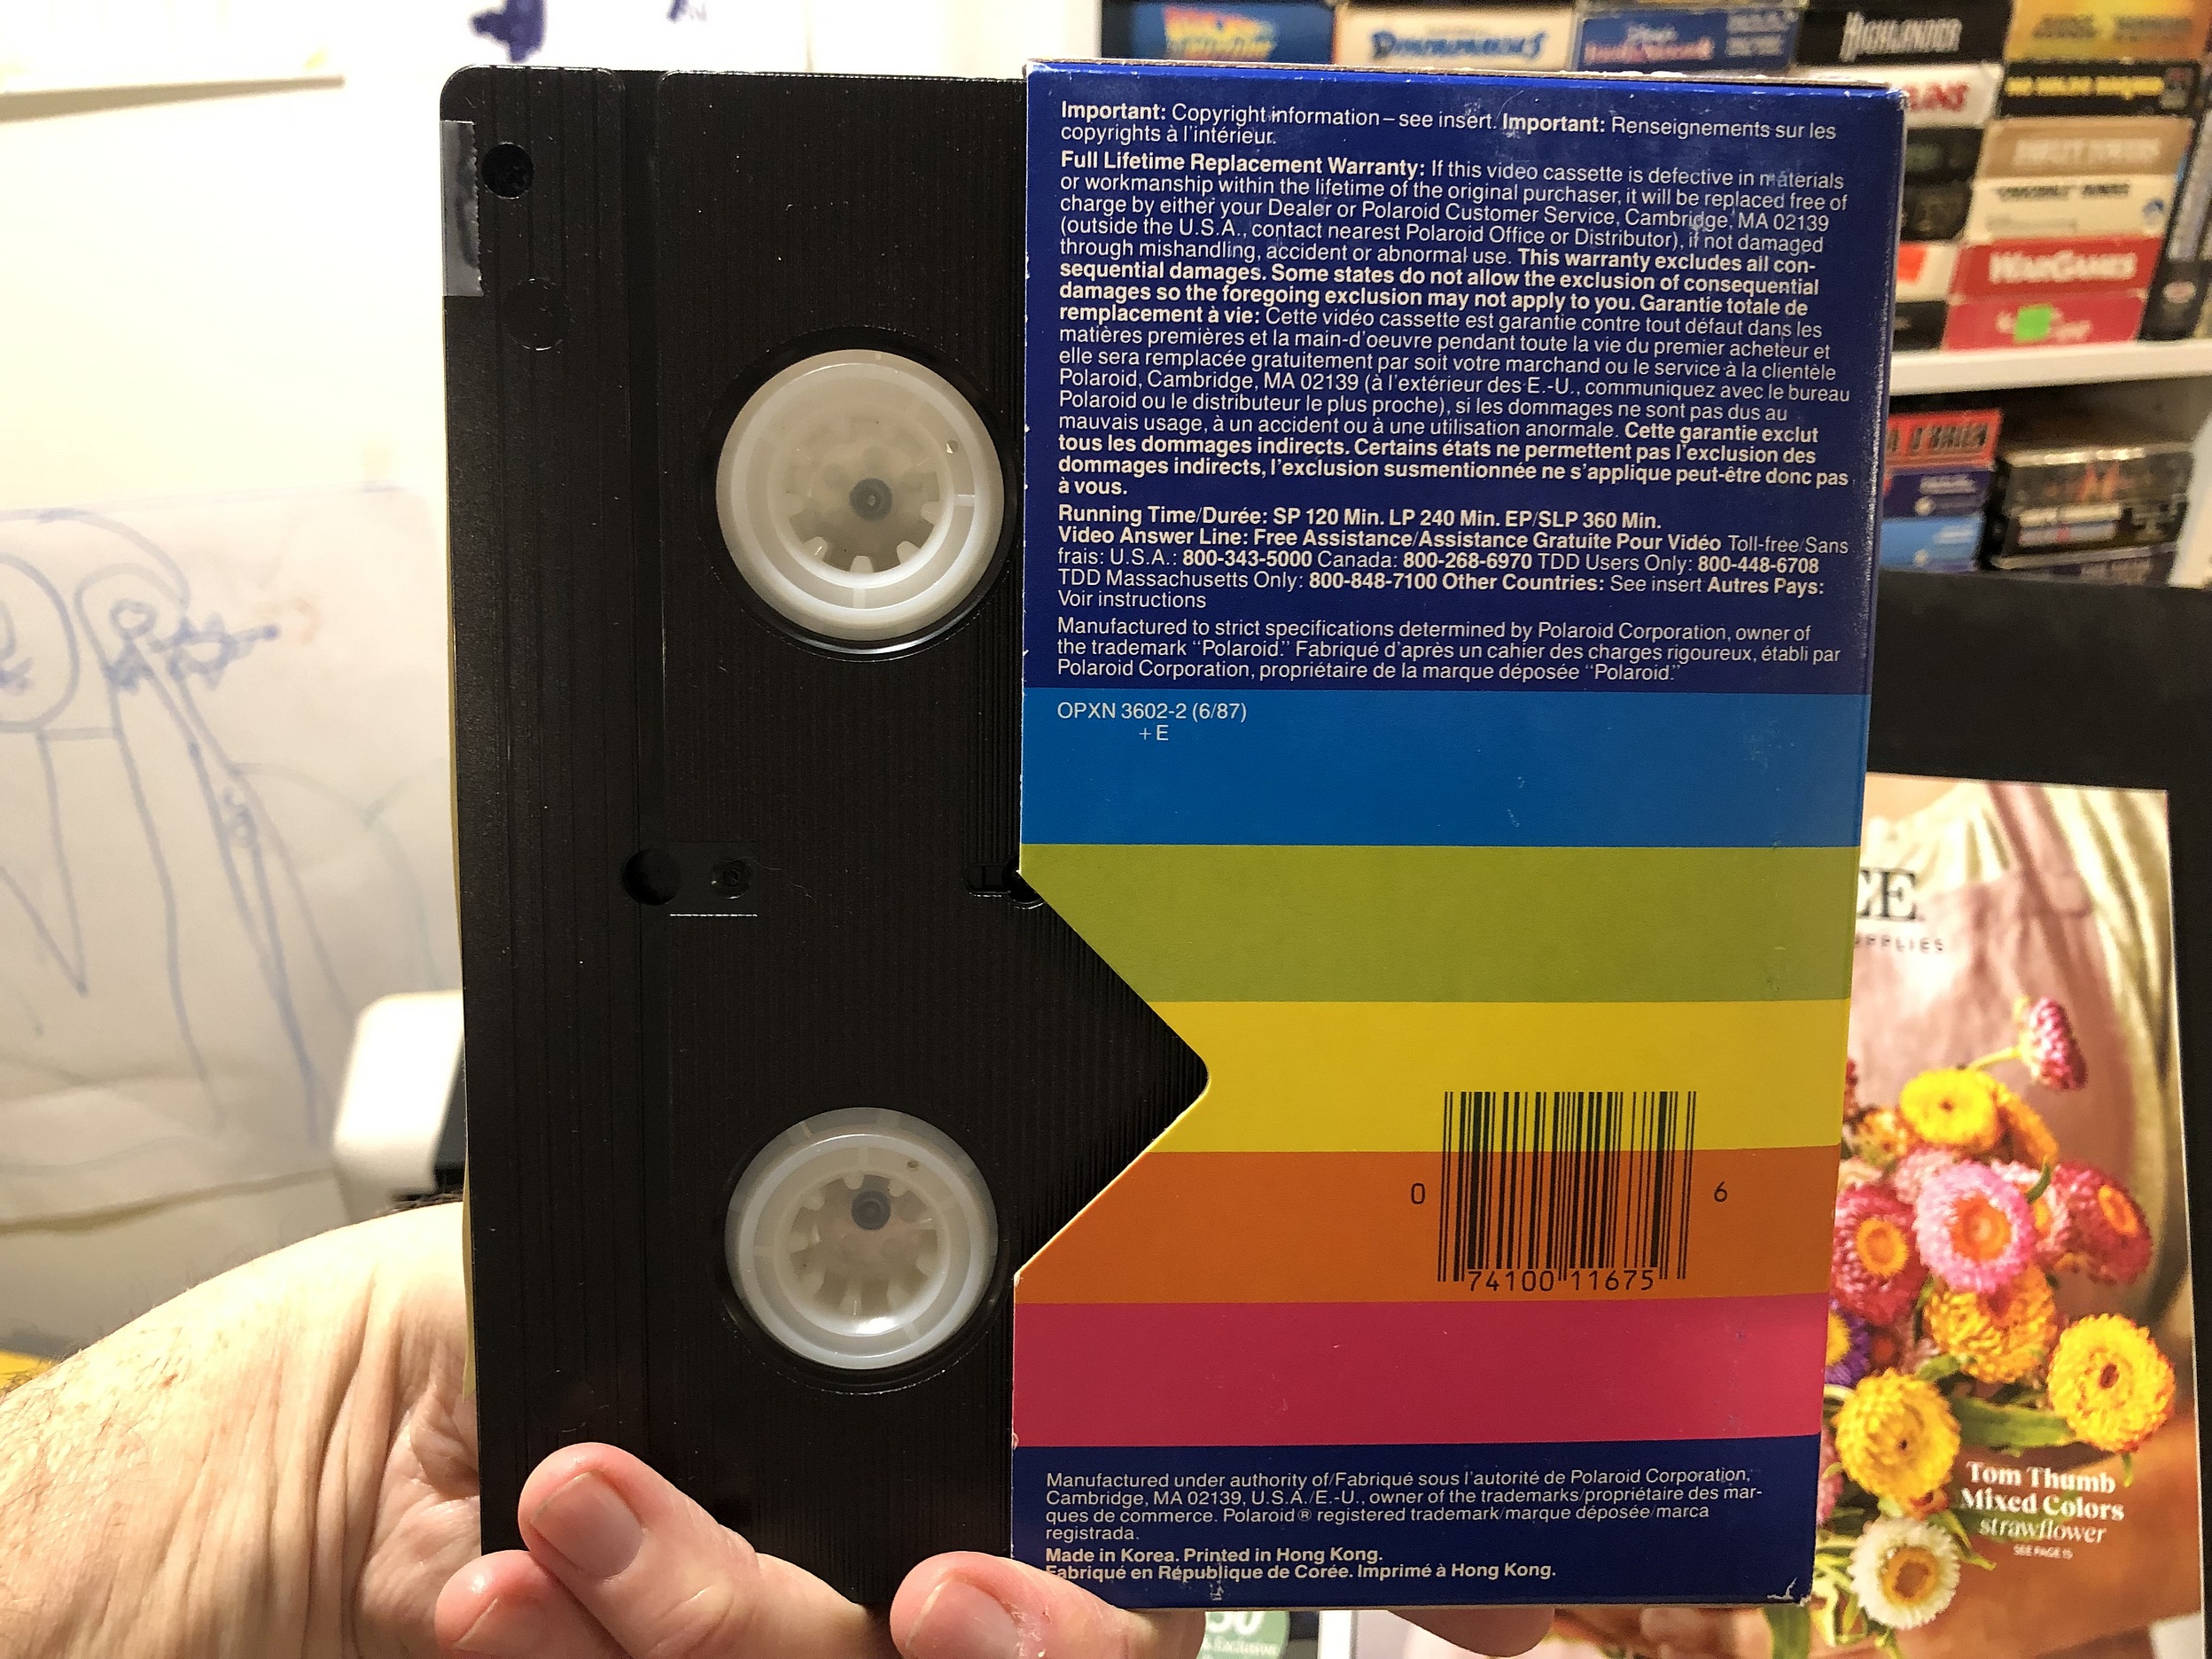 HIGHLANDER
WARGAMES
O'BRIEN
Important: Copyright information – see insert. Important: Renseignements sur les
copyrights à l'intérieur.
Full Lifetime Replacement Warranty: If this video cassette is defective in materials
or workmanship within the lifetime of the original purchaser, it will be replaced free of
charge by either your Dealer or Polaroid Customer Service, Cambridge, MA 02139
(outside the U.S.A., contact nearest Polaroid Office or Distributor), if not damaged
through mishandling, accident or abnormal use. This warranty excludes all con-
sequential damages. Some states do not allow the exclusion of consequential
damages so the foregoing exclusion may not apply to you. Garantie totale de
remplacement à vie: Cette vidéo cassette est garantie contre tout défaut dans les
matières premières et la main-d'oeuvre pendant toute la vie du premier acheteur et
elle sera remplacée gratuitement par soit votre marchand ou le service à la clientèle
Polaroid, Cambridge, MA 02139 (à l'extérieur des E.-U., communiquez avec le bureau
Polaroid ou le distributeur le plus proche), si les dommages ne sont pas dus au
mauvais usage, à un accident ou à une utilisation anormale. Cette garantie exclut
tous les dommages indirects. Certains états ne permettent pas l'exclusion des
dommages indirects, l'exclusion susmentionnée ne s'applique peut-être donc pas
à vous.
Running Time/Durée: SP 120 Min. LP 240 Min. EP/SLP 360 Min.
Video Answer Line: Free Assistance/Assistance Gratuite Pour Vidéo Toll-free/Sans
frais: U.S.A.: 800-343-5000 Canada: 800-268-6970 TDD Users Only: 800-448-6708
TDD Massachusetts Only: 800-848-7100 Other Countries: See insert Autres Pays:
Voir instructions
Manufactured to strict specifications determined by Polaroid Corporation, owner of
the trademark "Polaroid." Fabriqué d'après un cahier des charges rigoureux, établi par
Polaroid Corporation, propriétaire de la marque déposée "Polaroid."
OPXN 3602-2 (6/87)
+ E
0 74100 11675 6
Manufactured under authority of/Fabriqué sous l'autorité de Polaroid Corporation,
Cambridge, MA 02139, U.S.A./E.-U., owner of the trademarks/propriétaire des mar-
ques de commerce. Polaroid® registered trademark/marque déposée/marca
registrada.
Made in Korea. Printed in Hong Kong.
Fabriqué en République de Corée. Imprimé à Hong Kong.
Tom Thumb
Mixed Colors
strawflower
SEE PAGE 15